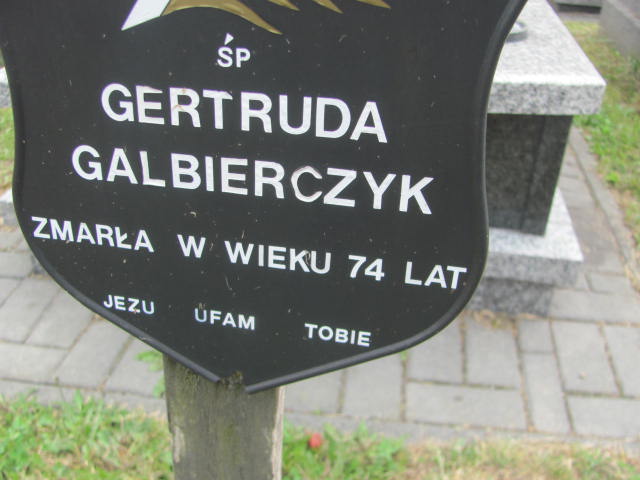 ŚP
GERTRUDA
GALBIERCZYK
ZMARŁA W WIEKU 74 LAT
JEZU UFAM TOBIE